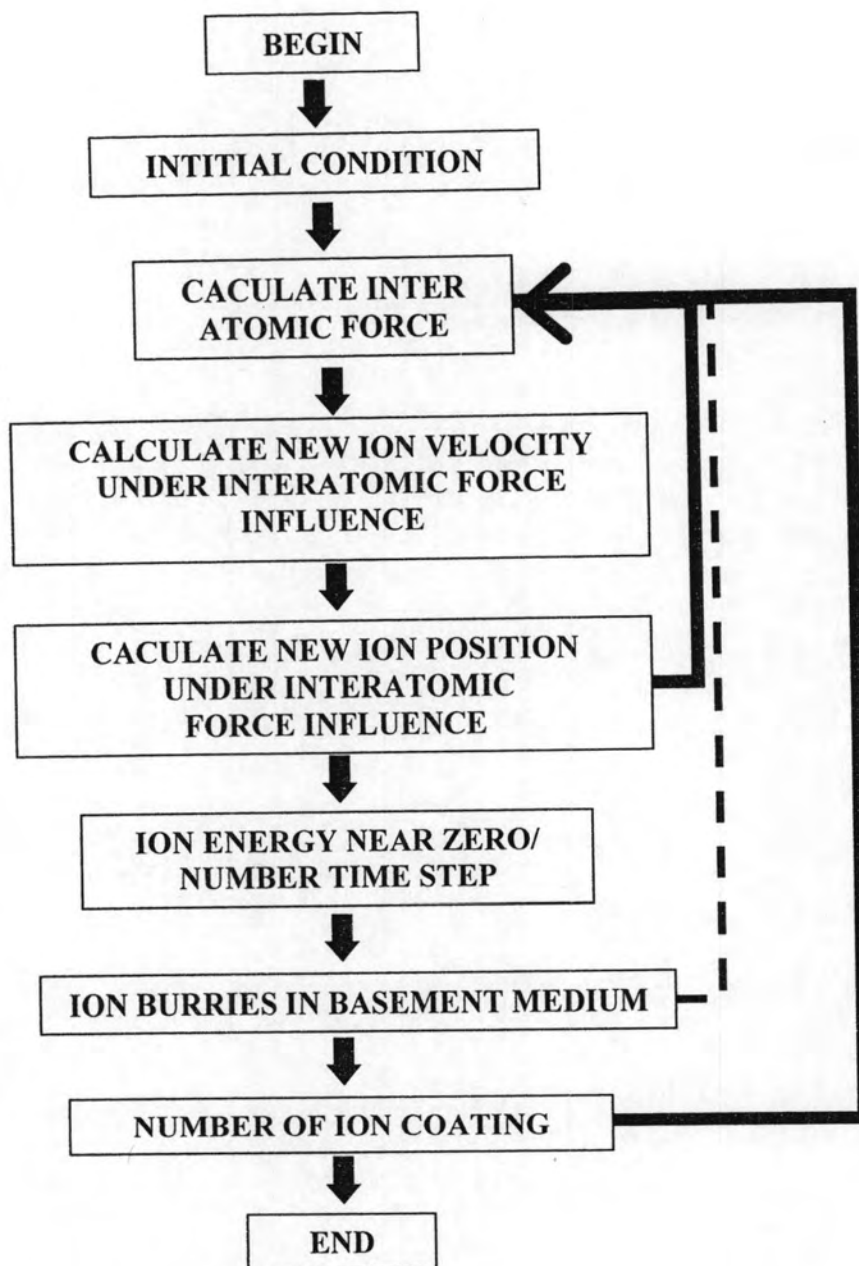 BEGIN
INTITIAL CONDITION
CACULATE INTER
ATOMIC FORCE
CALCULATE NEW ION VELOCITY
UNDER INTERATOMIC FORCE
INFLUENCE
CACULATE NEW ION POSITION
UNDER INTERATOMIC
FORCE INFLUENCE
ION ENERGY NEAR ZERO/
NUMBER TIME STEP
ION BURRIES IN BASEMENT MEDIUM
NUMBER OF ION COATING
END